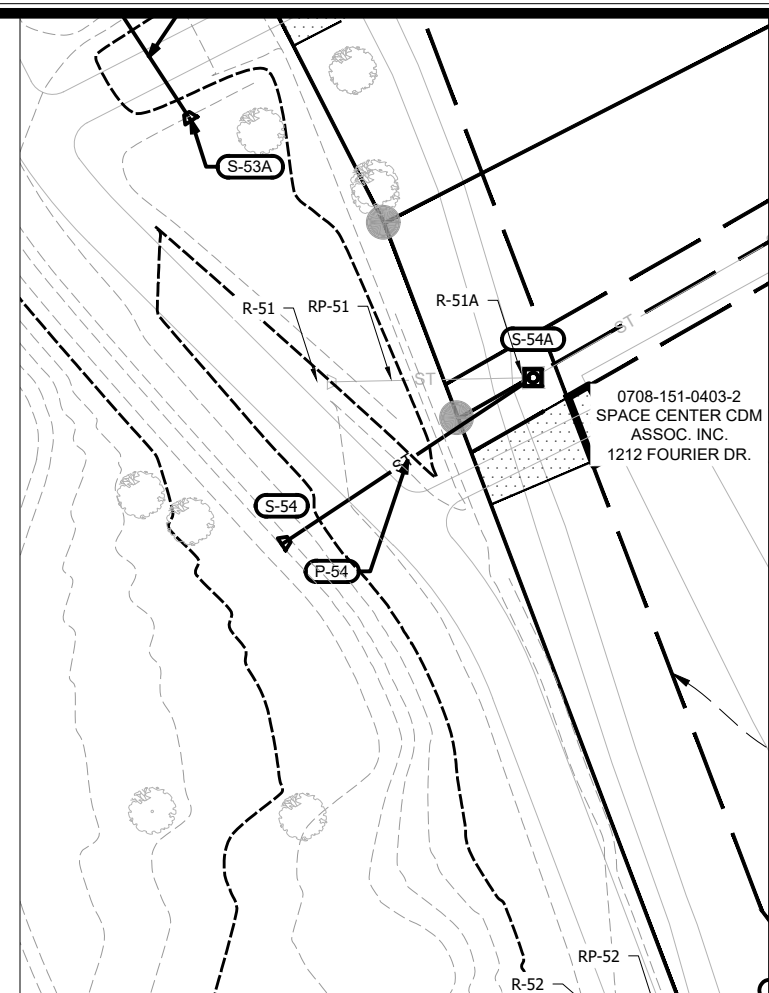 S-53A
R-51
RP-51
R-51A
S-54A
ST
ST
0708-151-0403-2
SPACE CENTER CDM
ASSOC. INC.
1212 FOURIER DR.
ST
S-54
P-54
RP-52
R-52